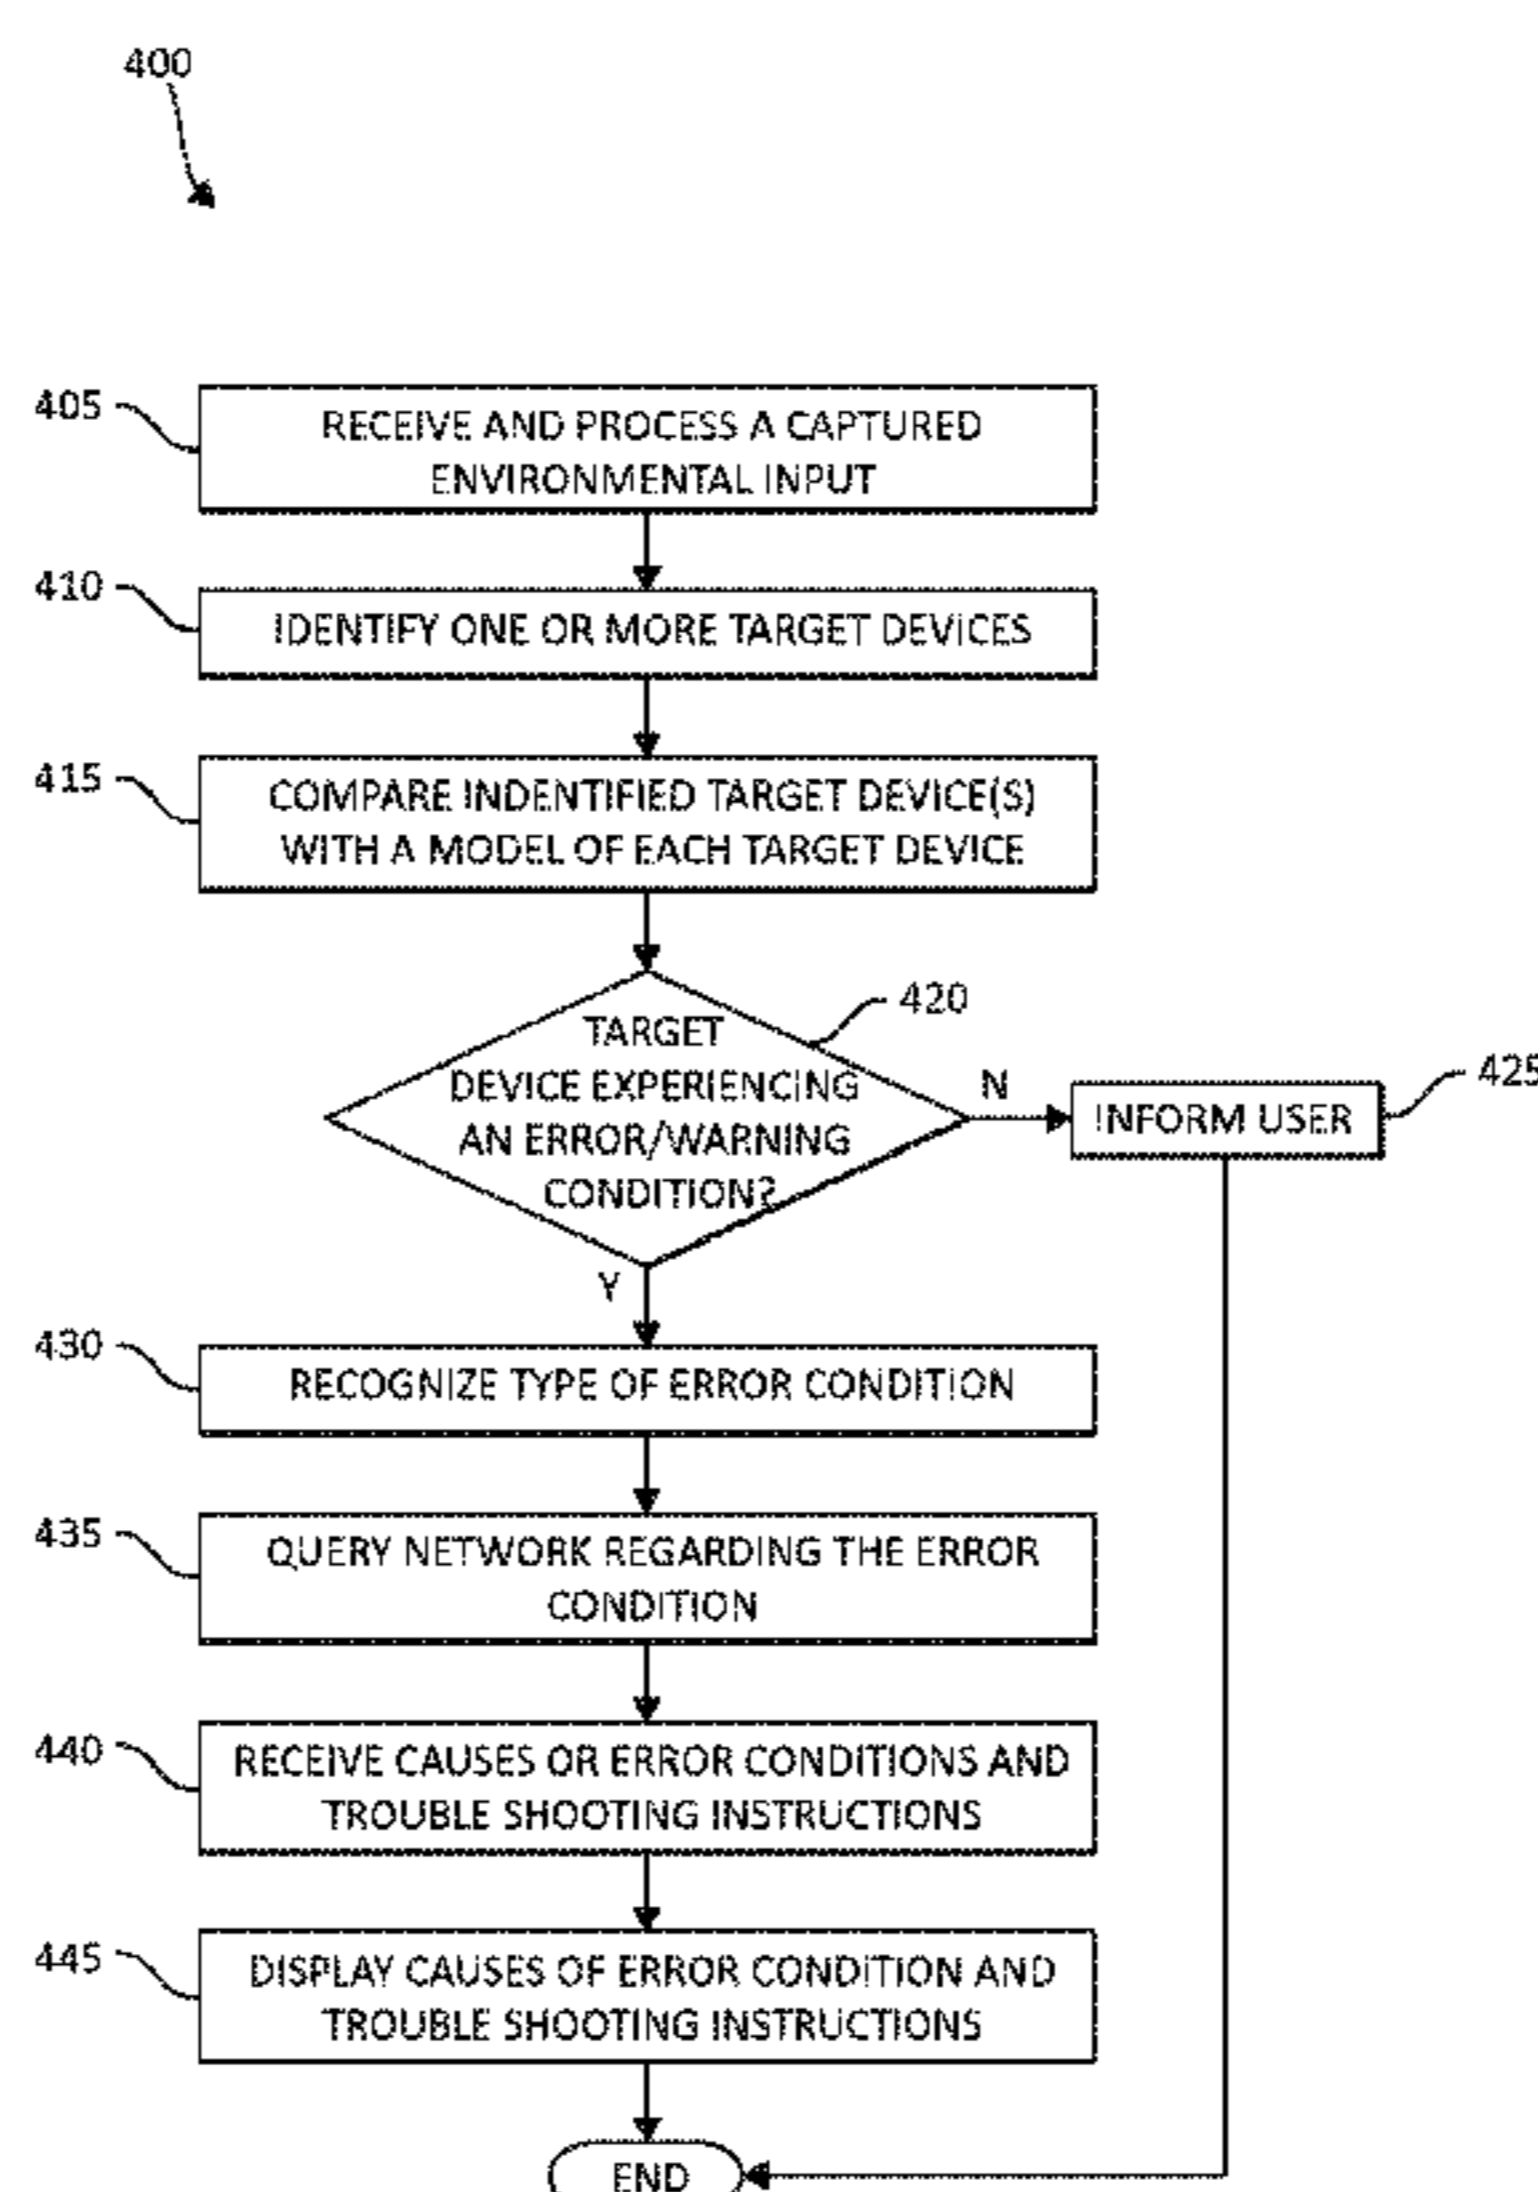 400
405
RECEIVE AND PROCESS A CAPTURED
ENVIRONMENTAL INPUT
410
IDENTIFY ONE OR MORE TARGET DEVICES
415
COMPARE INDENTIFIED TARGET DEVICE(S)
WITH A MODEL OF EACH TARGET DEVICE
420
TARGET
DEVICE EXPERIENCING
AN ERROR/WARNING
CONDITION?
N
INFORM USER
425
Y
430
RECOGNIZE TYPE OF ERROR CONDITION
435
QUERY NETWORK REGARDING THE ERROR
CONDITION
440
RECEIVE CAUSES OR ERROR CONDITIONS AND
TROUBLE SHOOTING INSTRUCTIONS
445
DISPLAY CAUSES OF ERROR CONDITION AND
TROUBLE SHOOTING INSTRUCTIONS
END